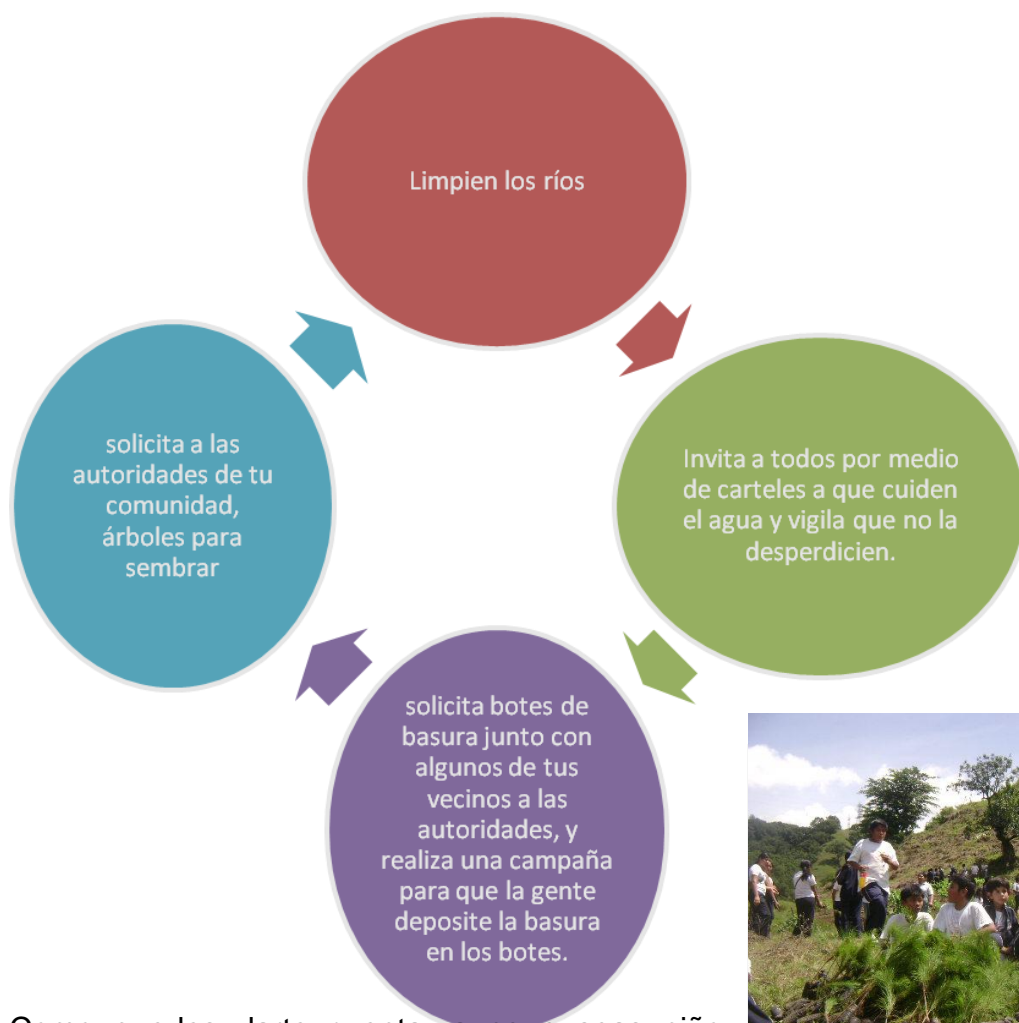 Limpien los ríos
Invita a todos por medio
de carteles a que cuiden
el agua y vigila que no la
desperdicien.
solicita botes de
basura junto con
algunos de tus
vecinos a las
autoridades, y
realiza una campaña
para que la gente
deposite la basura
en los botes.
solicita a las
autoridades de tu
comunidad,
árboles para
sembrar